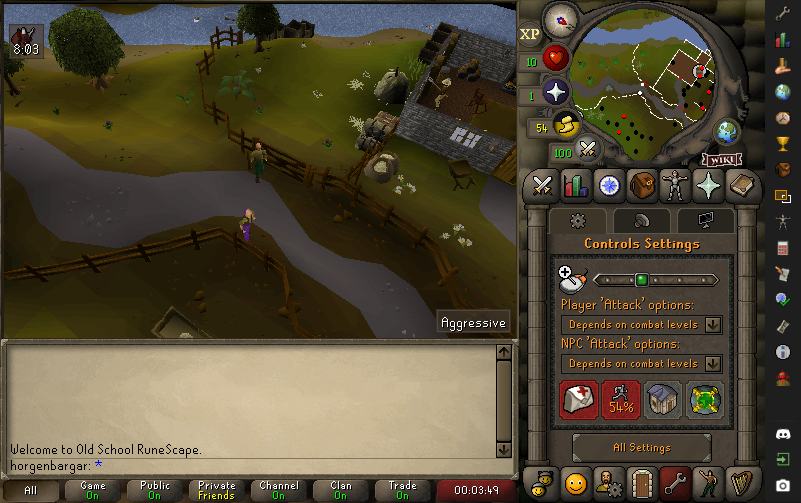 8:03
XP
10
1
54
100
WIKI
Aggressive
Controls Settings
Player 'Attack' options:
Depends on combat levels
NPC 'Attack' options:
Depends on combat levels
54%
All Settings
Welcome to Old School RuneScape.
horgenbargar: *
All
Game
On
Public
On
Private
Friends
Channel
On
Clan
On
Trade
On
00:03:49